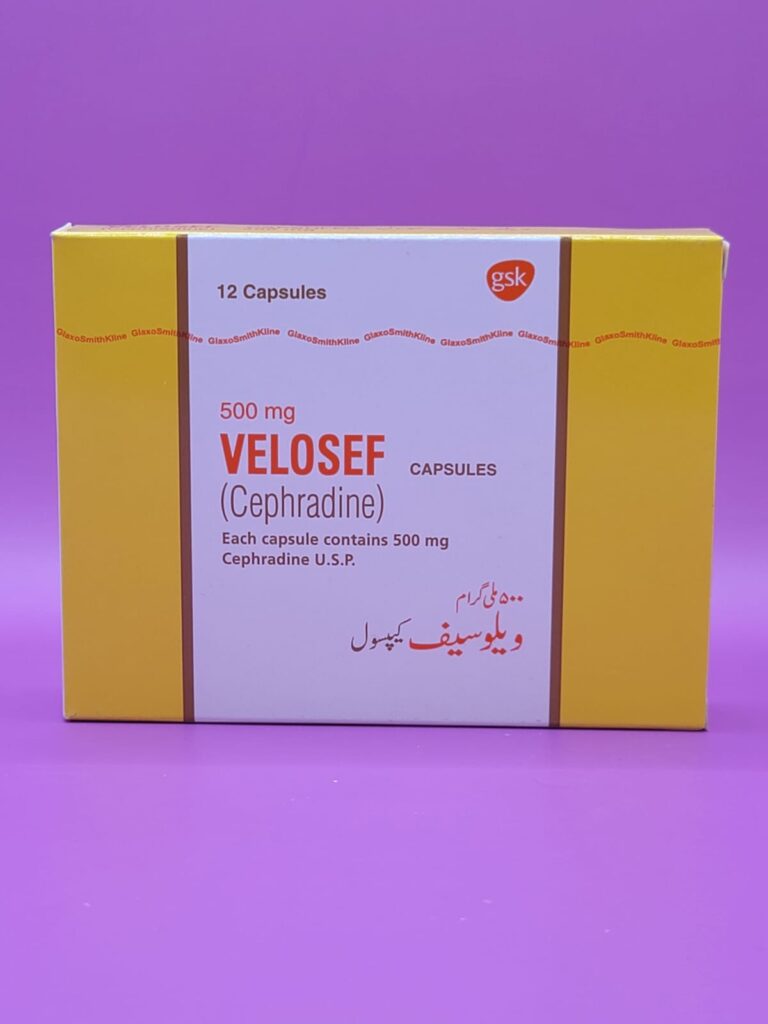 12 Capsules
gsk
GlaxoSmithKline GlaxoSmithKline GlaxoSmithKline GlaxoSmithKline GlaxoSmithKline GlaxoSmithKline GlaxoSmithKline GlaxoSmithKline GlaxoSmithKline
500 mg
VELOSEF CAPSULES
(Cephradine)
Each capsule contains 500 mg
Cephradine U.S.P.
۵۰۰ ملی گرام
ویلوسیف کیپسول